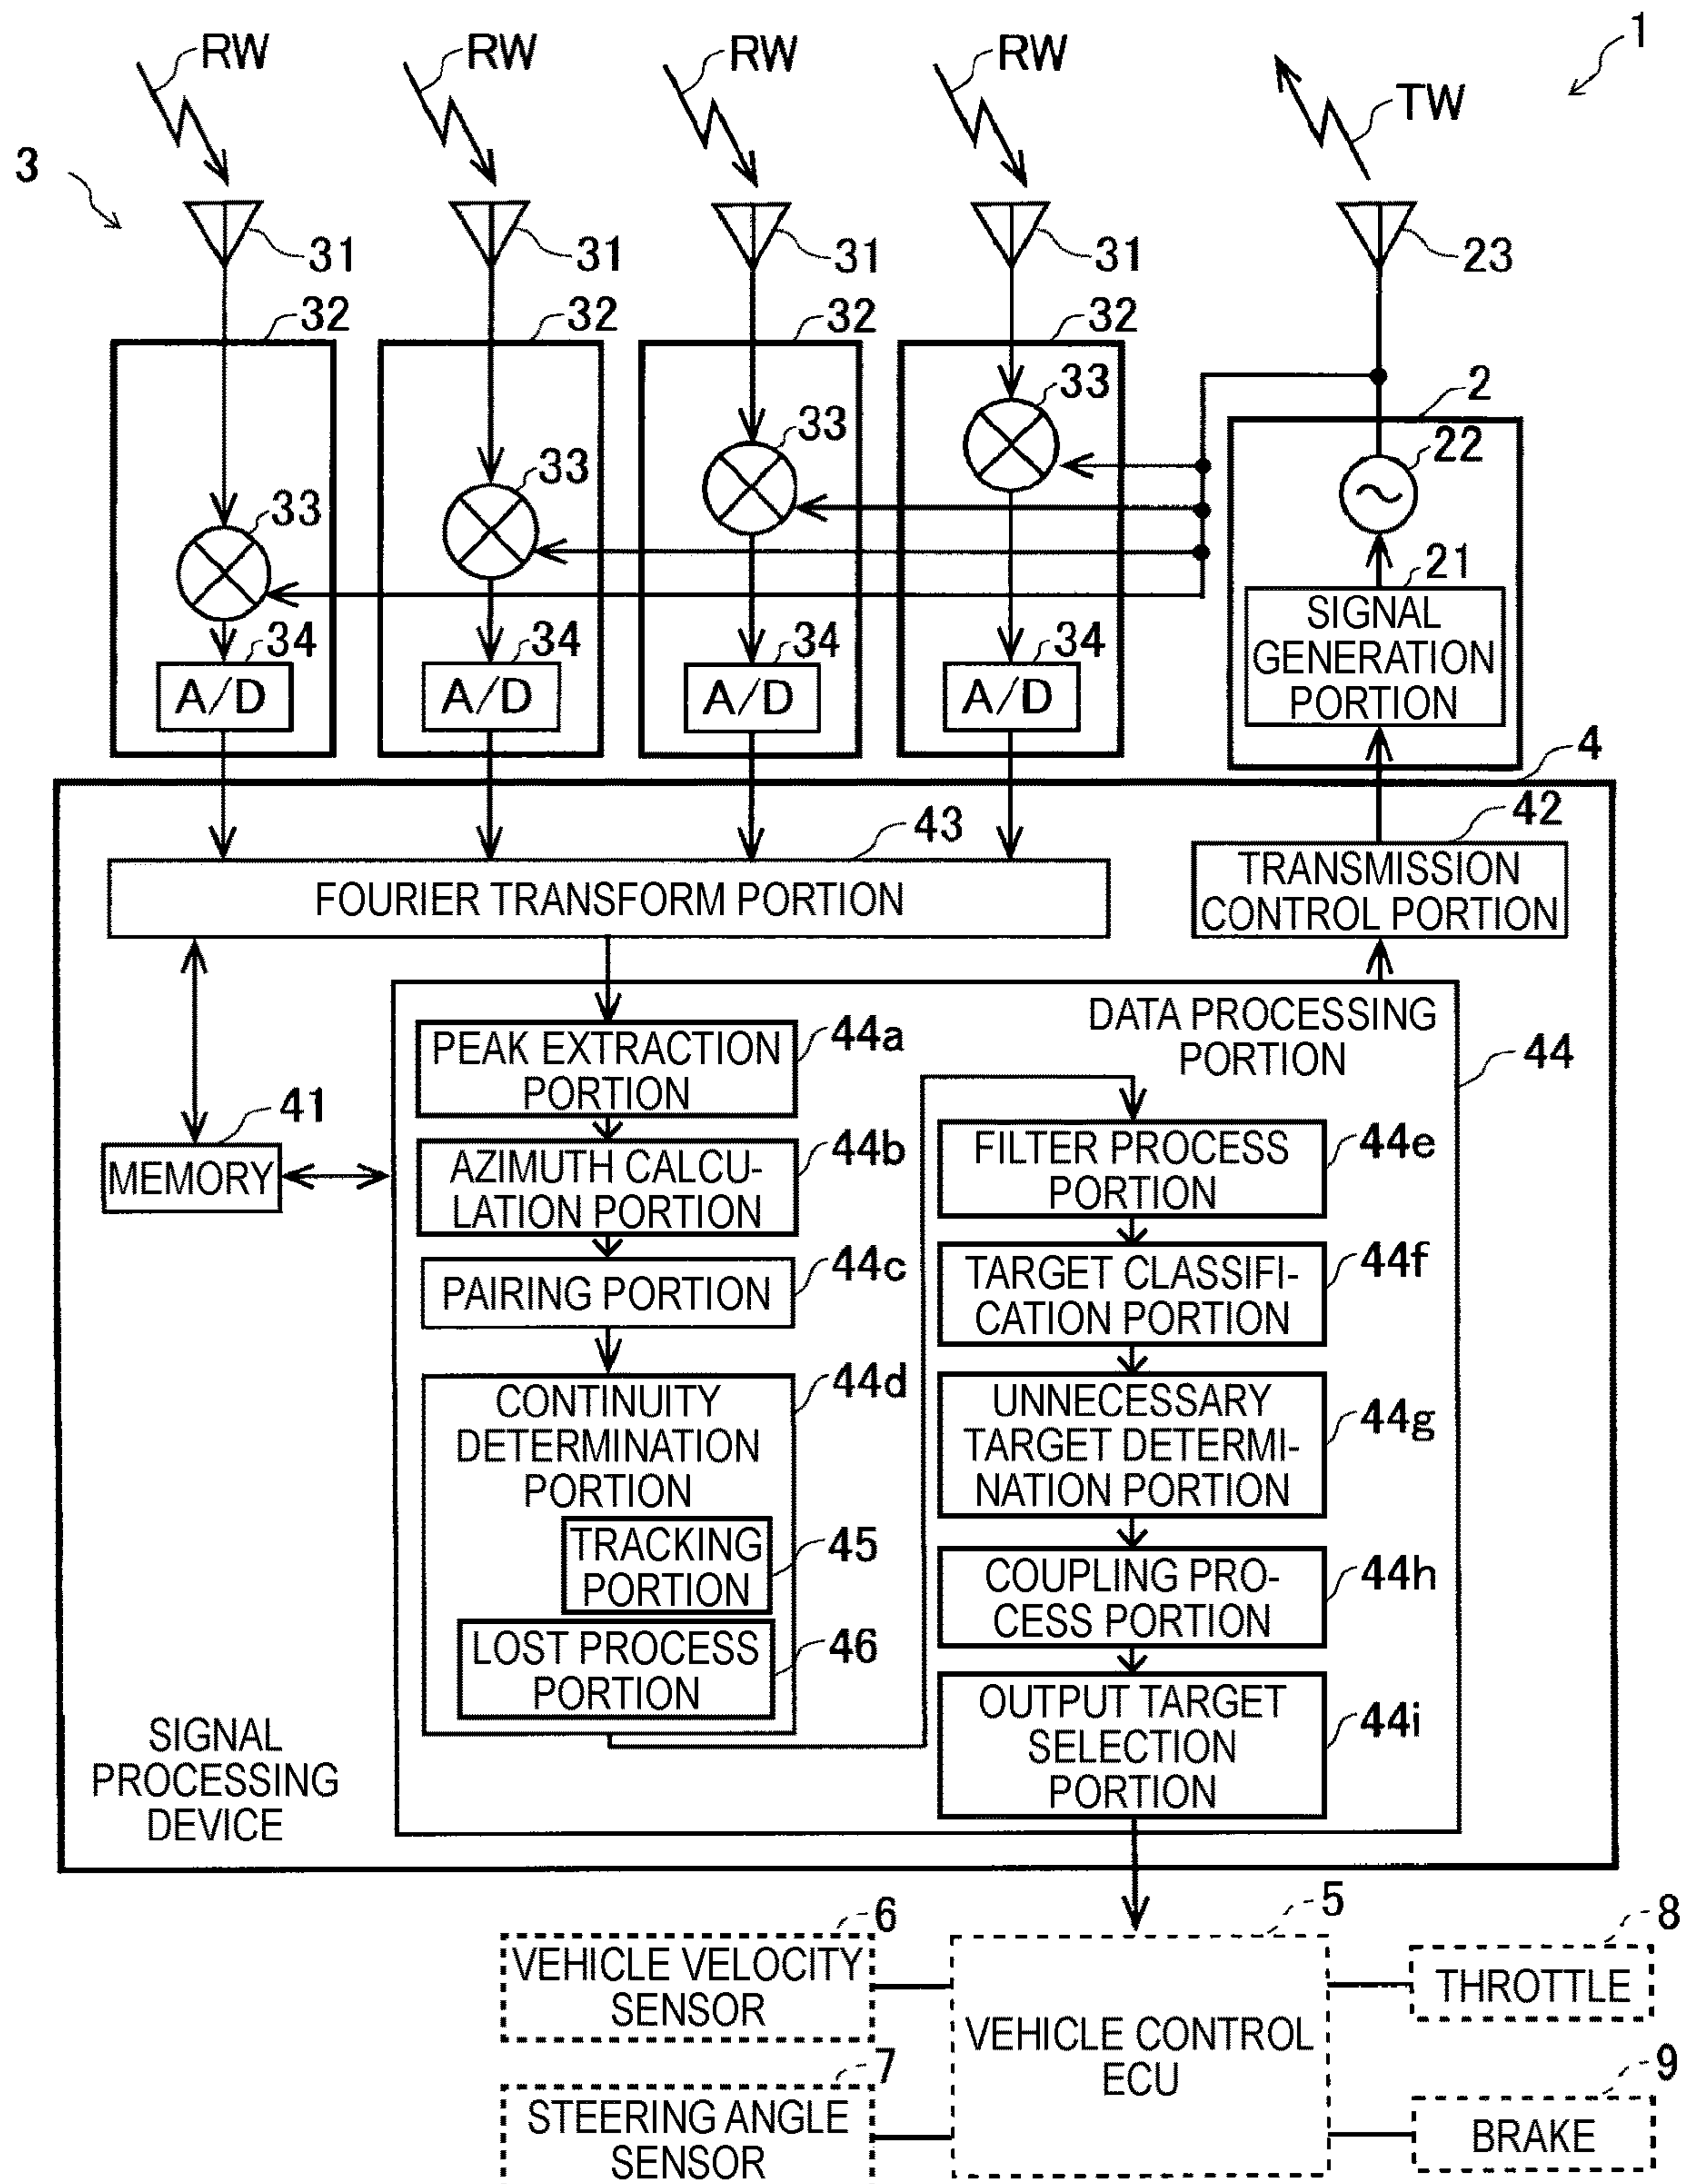 1
RW
RW
RW
RW
TW
3
31
31
31
31
23
32
32
32
32
2
33
33
33
33
22
21
SIGNAL
GENERATION
PORTION
34
34
34
34
A/D
A/D
A/D
A/D
4
43
42
FOURIER TRANSFORM PORTION
TRANSMISSION
CONTROL PORTION
DATA PROCESSING
PORTION
44
41
MEMORY
PEAK EXTRACTION
PORTION
44a
AZIMUTH CALCU-
LATION PORTION
44b
PAIRING PORTION
44c
CONTINUITY
DETERMINATION
PORTION
44d
TRACKING
PORTION
45
LOST PROCESS
PORTION
46
FILTER PROCESS
PORTION
44e
TARGET CLASSIFI-
CATION PORTION
44f
UNNECESSARY
TARGET DETERMI-
NATION PORTION
44g
COUPLING PRO-
CESS PORTION
44h
OUTPUT TARGET
SELECTION
PORTION
44i
SIGNAL
PROCESSING
DEVICE
6
VEHICLE VELOCITY
SENSOR
7
STEERING ANGLE
SENSOR
5
VEHICLE CONTROL
ECU
8
THROTTLE
9
BRAKE